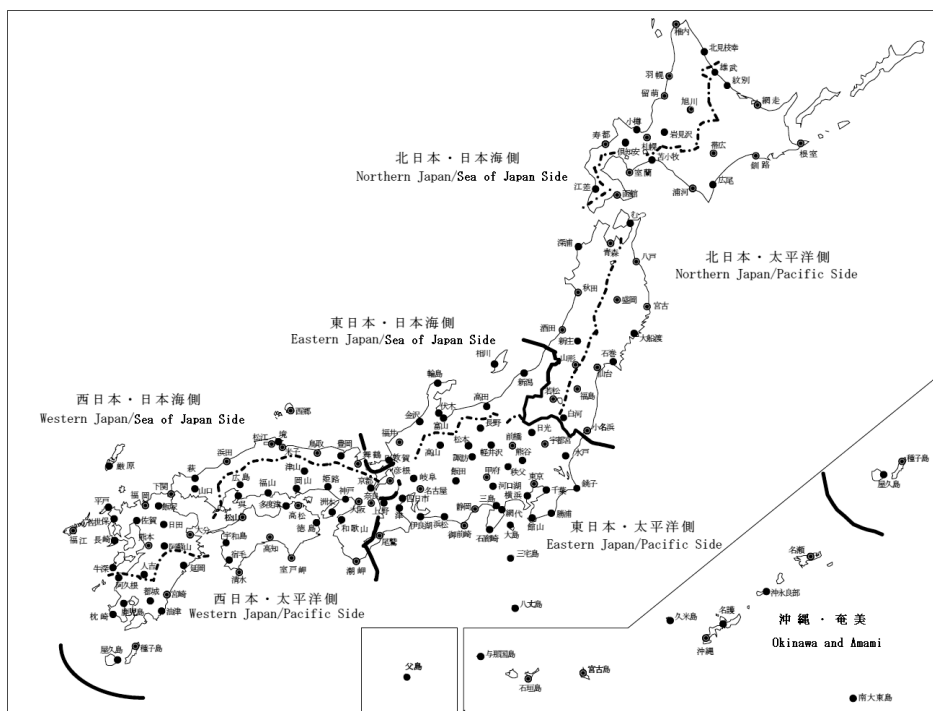 稚内
北見枝幸
雄武
紋別
羽幌
留萌
旭川
網走
小樽
岩見沢
寿都
倶知安
札幌
帯広
根室
釧路
苫小牧
室蘭
江差
函館
浦河
広尾
北日本・日本海側
Northern Japan/Sea of Japan Side
む
深浦
青森
八戸
北日本・太平洋側
Northern Japan/Pacific Side
秋田
盛岡
宮古
酒田
新庄
大船渡
山形
石巻
仙台
東日本・日本海側
Eastern Japan/Sea of Japan Side
相川
輪島
新潟
若松
福島
白河
小名浜
高田
伏木
富山
金沢
長野
日光
西日本・日本海側
Western Japan/Sea of Japan Side
西郷
福井
高山
松本
軽井沢
前橋
宇都宮
水戸
諏訪
熊谷
松江
境
米子
鳥取
豊岡
舞鶴
敦賀
彦根
岐阜
飯田
甲府
秩父
東京
銚子
浜田
厳原
萩
津山
京都
名古屋
河口湖
千葉
三島
横浜
下関
山口
広島
福山
岡山
姫路
神戸
大阪
奈良
上野
四日市
津
静岡
網代
勝浦
館山
平戸
福岡
飯塚
呉
多度津
高松
洲本
和歌山
伊良湖
浜松
御前崎
石廊崎
大島
佐世保
佐賀
日田
松山
徳島
尾鷲
東日本・太平洋側
Eastern Japan/Pacific Side
福江
長崎
熊本
阿蘇山
大分
宇和島
高知
宿毛
清水
室戸岬
潮岬
三宅島
牛深
人吉
延岡
阿久根
都城
宮崎
枕崎
鹿児島
油津
西日本・太平洋側
Western Japan/Pacific Side
八丈島
屋久島
種子島
父島
種子島
屋久島
名瀬
沖永良部
久米島
名護
沖縄
沖縄・奄美
Okinawa and Amami
与那国島
石垣島
宮古島
南大東島